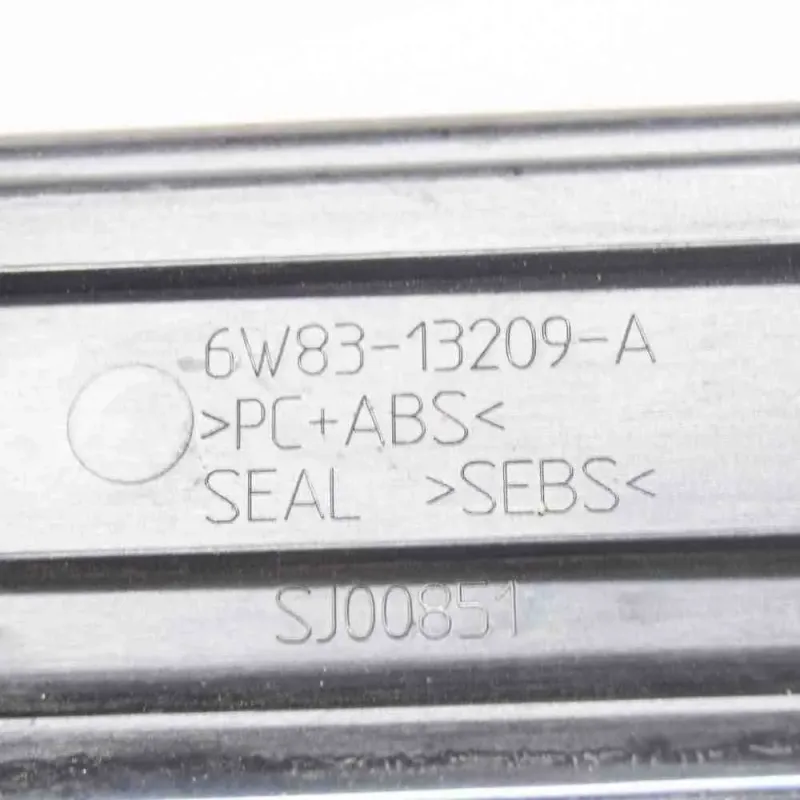 6W83-13209-A
>PC+ABS<
SEAL >SEBS<
SJ00851